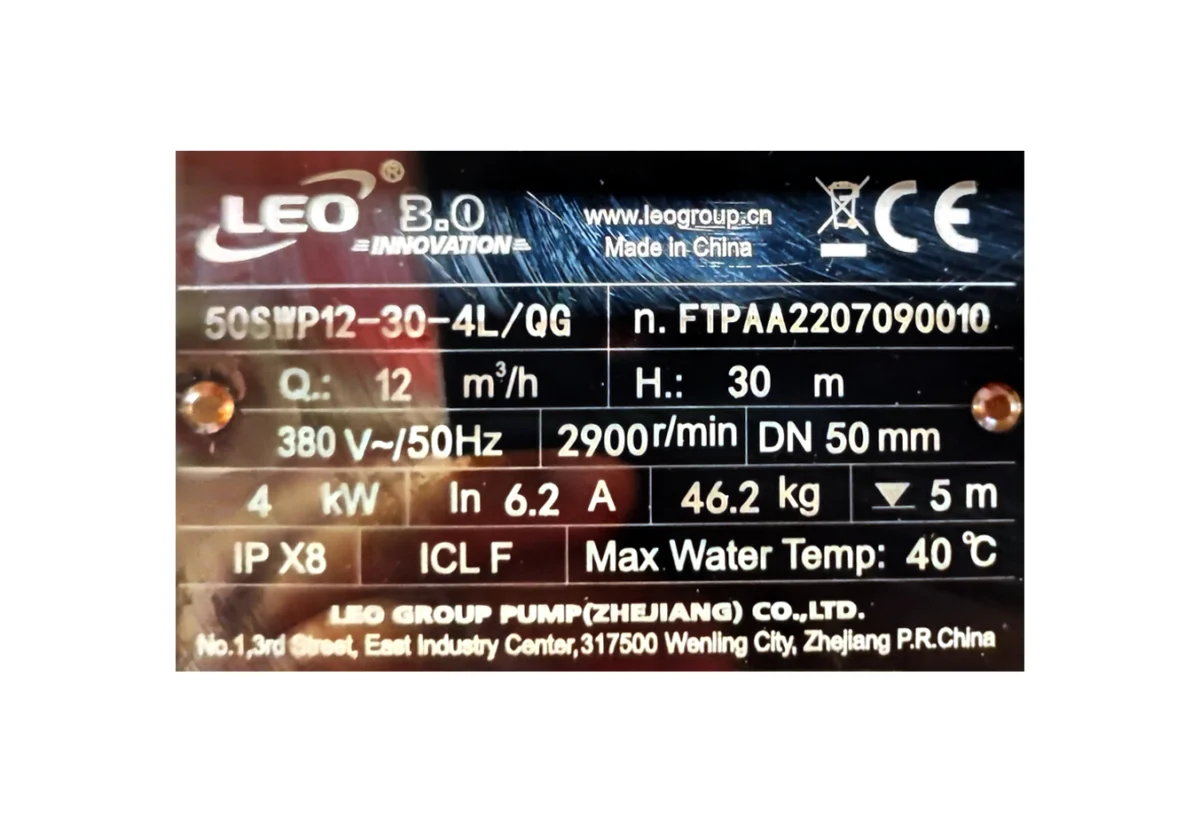 LEO® 3.0 www.leogroup.cn CE
INNOVATION Made in China
50SWP12-30-4L/QG n. FTPAA2207090010
Q.: 12 m³/h H.: 30 m
380 V~/50Hz 2900r/min DN 50 mm
4 kW In 6.2 A 46.2 kg 5 m
IP X8 ICL F Max Water Temp: 40 ℃
LEO GROUP PUMP(ZHEJIANG) CO.,LTD.
No.1,3rd Street, East Industry Center,317500 Wenling City, Zhejiang P.R.China